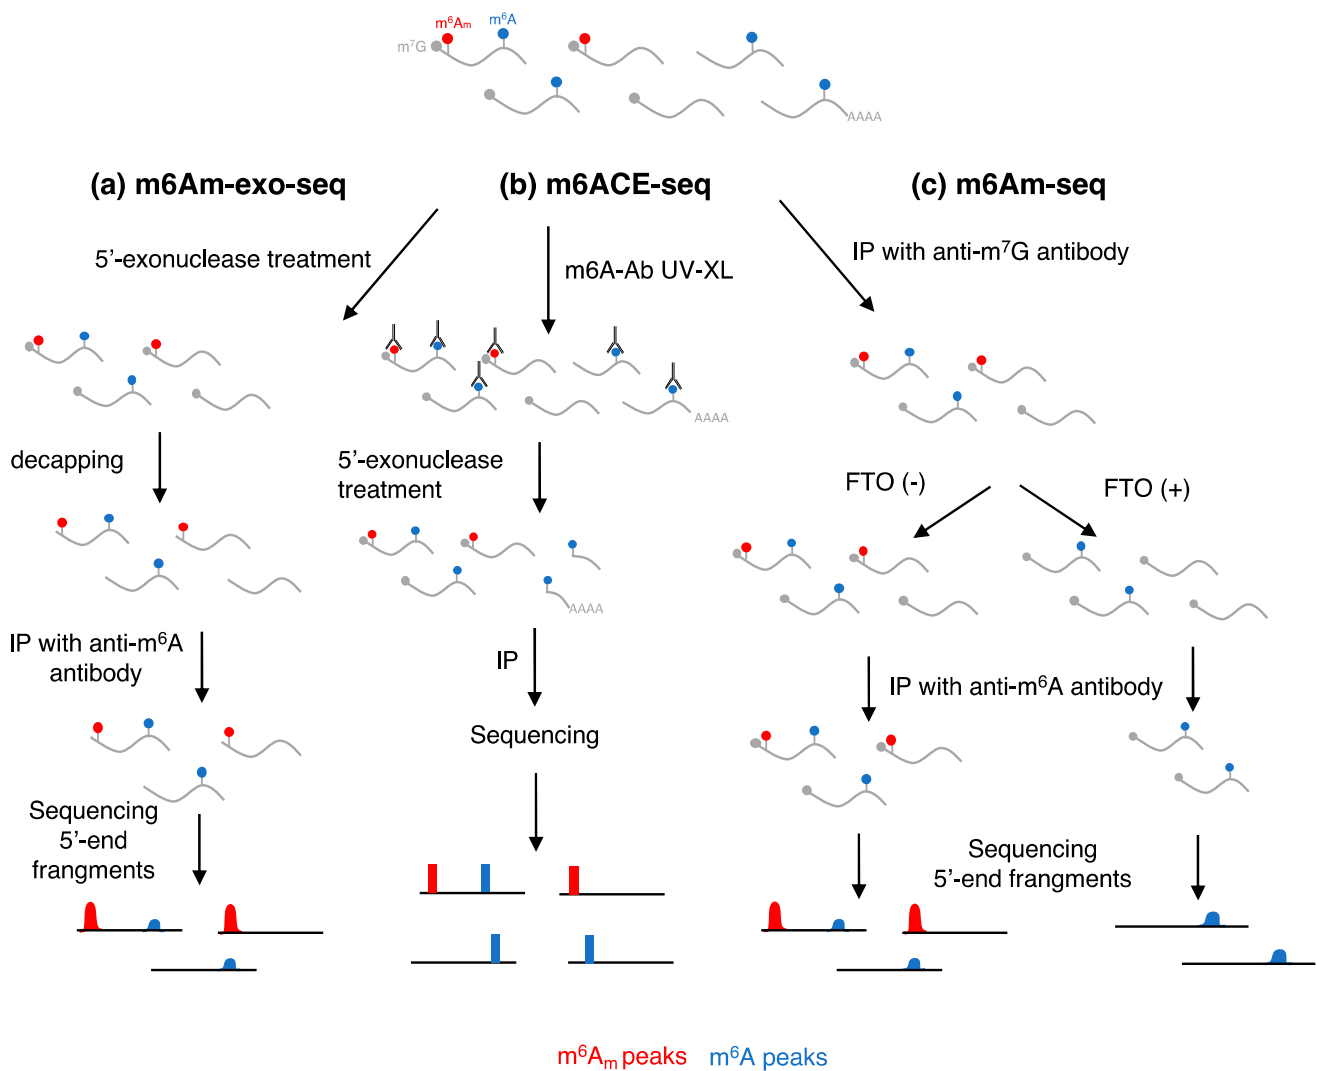 m⁶Aₘ
m⁶A
m⁷G
AAAA
(a) m6Am-exo-seq
(b) m6ACE-seq
(c) m6Am-seq
5’-exonuclease treatment
m6A-Ab UV-XL
IP with anti-m⁷G antibody
AAAA
decapping
5’-exonuclease
treatment
FTO (-)
FTO (+)
AAAA
IP with anti-m⁶A
antibody
IP
IP with anti-m⁶A antibody
Sequencing
Sequencing
5’-end
frangments
Sequencing
5’-end frangments
m⁶Aₘ peaks
m⁶A peaks